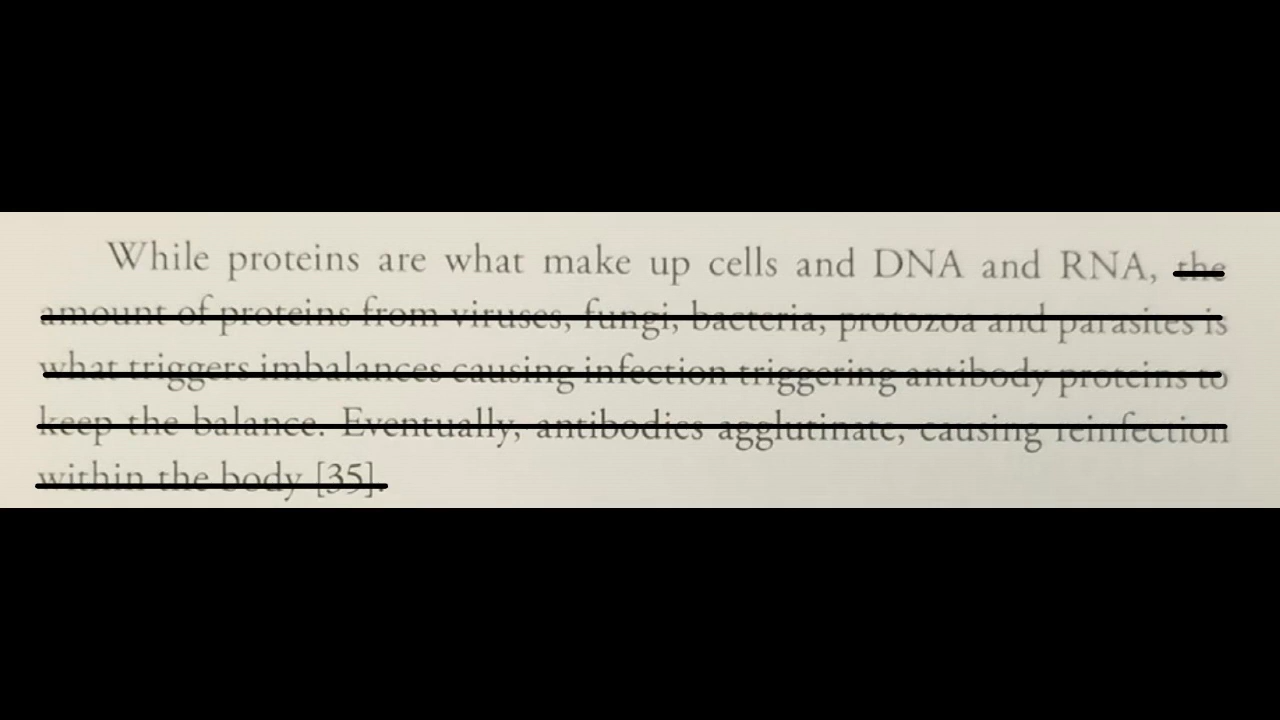 While proteins are what make up cells and DNA and RNA, the
amount of proteins from viruses, fungi, bacteria, protozoa and parasites is
what triggers imbalances causing infection triggering antibody proteins to
keep the balance. Eventually, antibodies agglutinate, causing reinfection
within the body [35].